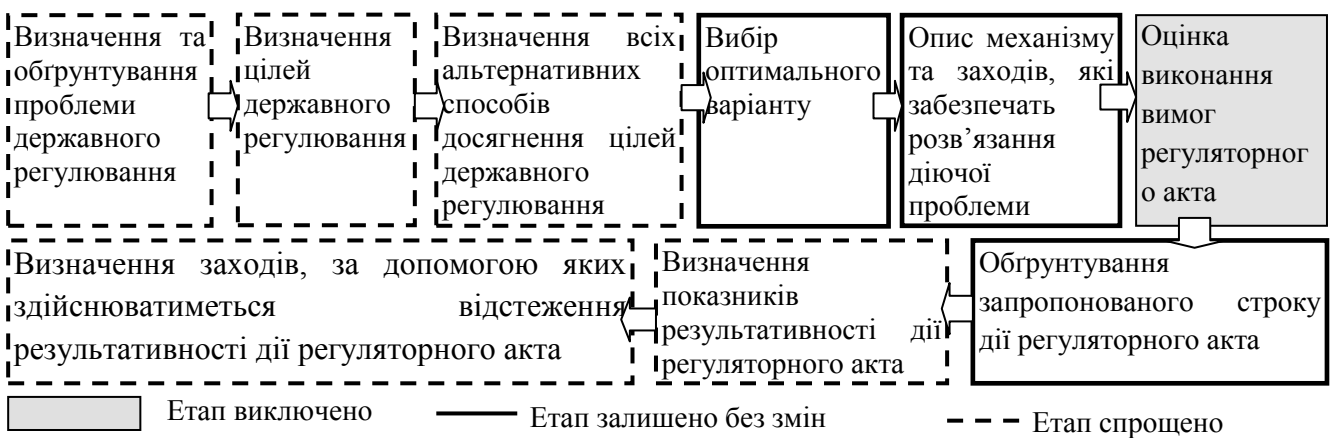 Визначення та
обґрунтування
проблеми
державного
регулювання
Визначення
цілей
державного
регулювання
Визначення всіх
альтернативних
способів
досягнення цілей
державного
регулювання
Вибір
оптимального
варіанту
Опис механізму
та заходів, які
забезпечать
розв’язання
діючої
проблеми
Оцінка
виконання
вимог
регуляторног
о акта
Визначення заходів, за допомогою яких
здійснюватиметься відстеження
результативності дії регуляторного акта
Визначення
показників
результативності дії
регуляторного акта
Обґрунтування
запропонованого строку
дії регуляторного акта
Етап виключено
Етап залишено без змін
Етап спрощено